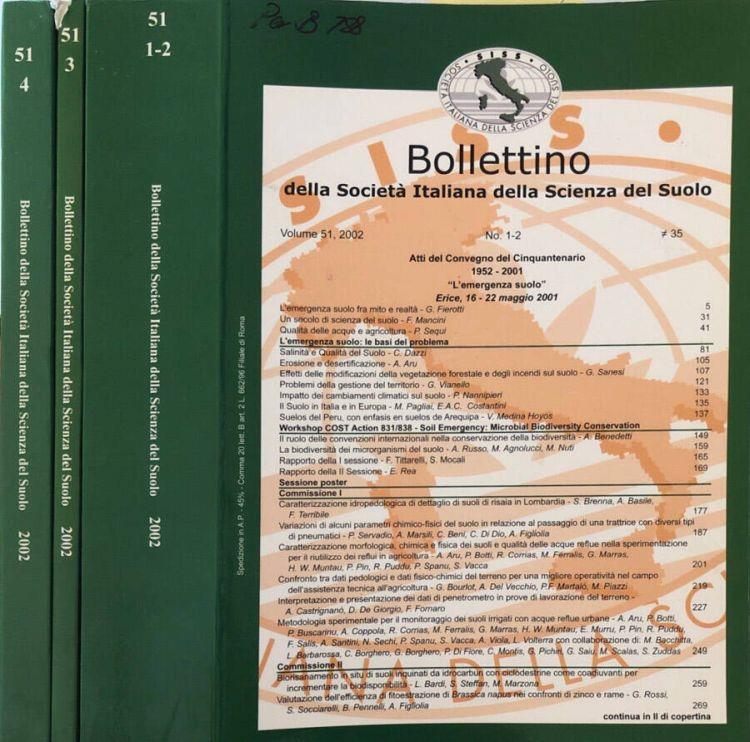 51
4
Bollettino della Società Italiana della Scienza del Suolo 2002
51
3
Bollettino della Società Italiana della Scienza del Suolo 2002
51
1-2
Bollettino della Società Italiana della Scienza del Suolo 2002
Per B 788
Spedizione in A.P. - 45% - Comma 20 lett. B art. 2 L. 662/96 Filiale di Roma
SISS
SOCIETÀ ITALIANA DELLA SCIENZA DEL SUOLO
Bollettino
della Società Italiana della Scienza del Suolo
Volume 51, 2002 No. 1-2 ≠ 35
Atti del Convegno del Cinquantenario
1952 - 2001
"L'emergenza suolo"
Erice, 16 - 22 maggio 2001
L'emergenza suolo fra mito e realtà - G. Fierotti 5
Un secolo di scienza del suolo - F. Mancini 31
Qualità delle acque e agricoltura - P. Sequi 41
L'emergenza suolo: le basi del problema
Salinità e Qualità del Suolo - C. Dazzi 81
Erosione e desertificazione - A. Aru 105
Effetti delle modificazioni della vegetazione forestale e degli incendi sul suolo - G. Sanesi 107
Problemi della gestione del territorio - G. Vianello 121
Impatto dei cambiamenti climatici sul suolo - P. Nannipieri 133
Il Suolo in Italia e in Europa - M. Pagliai, E.A.C. Costantini 135
Suelos del Peru, con enfasis en suelos de Arequipa - V. Medina Hoyos 137
Workshop COST Action 831/838 - Soil Emergency: Microbial Biodiversity Conservation
Il ruolo delle convenzioni internazionali nella conservazione della biodiversità - A. Benedetti 149
La biodiversità dei microrganismi del suolo - A. Russo, M. Agnolucci, M. Nuti 159
Rapporto della I sessione - F. Tittarelli, S. Mocali 165
Rapporto della II Sessione - E. Rea 169
Sessione poster
Commissione I
Caratterizzazione idropedologica di dettaglio di suoli di risaia in Lombardia - S. Brenna, A. Basile,
F. Terribile 177
Variazioni di alcuni parametri chimico-fisici del suolo in relazione al passaggio di una trattrice con diversi tipi
di pneumatici - P. Servadio, A. Marsili, C. Beni, C. Di Dio, A. Figliolia 187
Caratterizzazione morfologica, chimica e fisica dei suoli e qualità delle acque reflue nella sperimentazione
per il riutilizzo dei reflui in agricoltura - A. Aru, P. Botti, R. Corrias, M. Ferralis, G. Marras,
H. W. Muntau, P. Pin, R. Puddu, P. Spanu, S. Vacca 201
Confronto tra dati pedologici e dati fisico-chimici del terreno per una migliore operatività nel campo
dell'assistenza tecnica all'agricoltura - G. Bourlot, A. Del Vecchio, P.F. Martalò, M. Piazzi 219
Interpretazione e presentazione dei dati di penetrometro in prove di lavorazione del terreno -
A. Castrignanò, D. De Giorgio, F. Fornaro 227
Metodologia sperimentale per il monitoraggio dei suoli irrigati con acque reflue urbane - A. Aru, P. Botti,
P. Buscarinu, A. Coppola, R. Corrias, M. Ferralis, G. Marras, H. W. Muntau, E. Murru, P. Pin, R. Puddu,
F. Salis, A. Santini, N. Sechi, P. Spanu, S. Vacca, A. Viola, L. Volterra con collaborazione di: M. Bacchitta,
L. Barbarossa, C. Borghero, G. Borghero, P. Di Fiore, C. Montis, G. Pichiri, G. Saiu, M. Scalas, S. Zuddas 249
Commissione II
Biorisanamento in situ di suoli inquinati da idrocarburi con ciclodestrine come coadiuvanti per
incrementare la biodisponibilità - L. Bardi, S. Steffan, M. Marzona 259
Valutazione dell'efficienza di fitoestrazione di Brassica napus nei confronti di zinco e rame - G. Rossi,
S. Socciarelli, B. Pennelli, A. Figliolia 269
continua in II di copertina